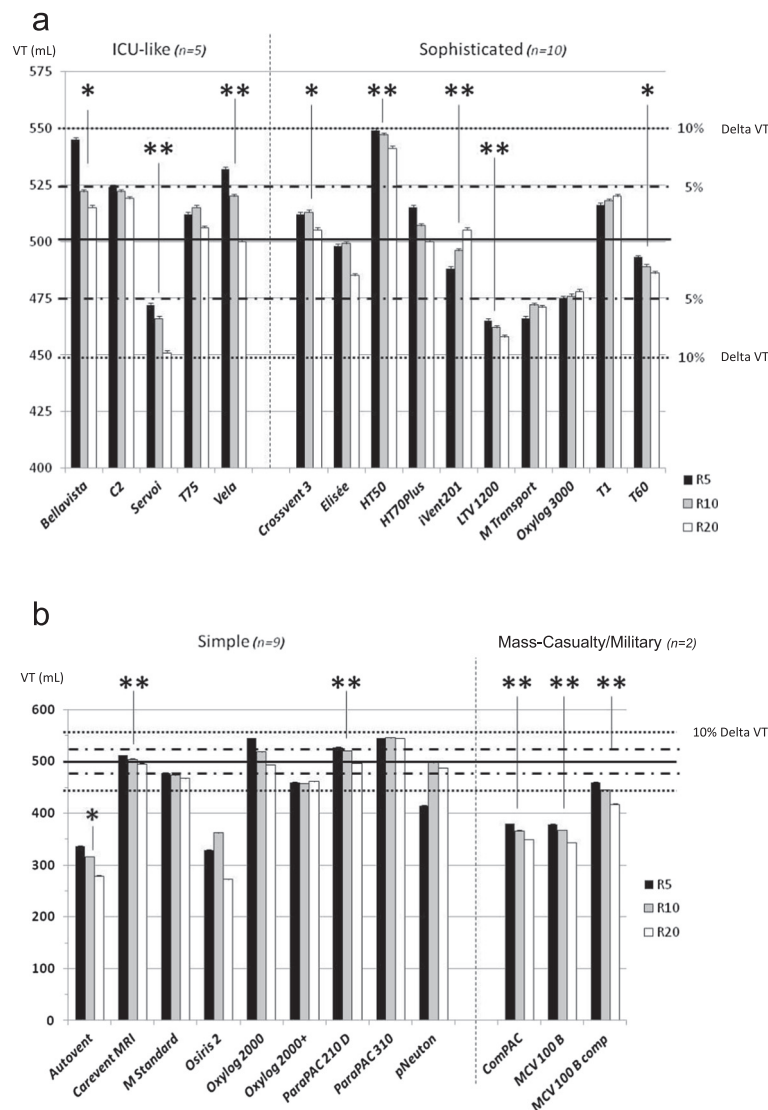 a
VT (mL)
ICU-like (n=5)
Sophisticated (n=10)
575
* ** * ** ** *
550
10% Delta VT
** **
525
5%
500
475
5%
450
10% Delta VT
425
400
Bellavista C2 Servoi T75 Vela Crossvent 3 Elisée HT50 HT70Plus iVent201 LTV 1200 M Transport Oxylog 3000 T1 T60
R5
R10
R20
b
Simple (n=9)
Mass-Casualty/Military (n=2)
VT (mL)
** ** ** ** **
600
10% Delta VT
500
400
*
300
200
100
0
R5
R10
R20
Autovent Carevent MRI M Standard Osiris 2 Oxylog 2000 Oxylog 2000+ ParaPAC 210 D ParaPAC 310 pNeuton ComPAC MCV 100 B MCV 100 B comp